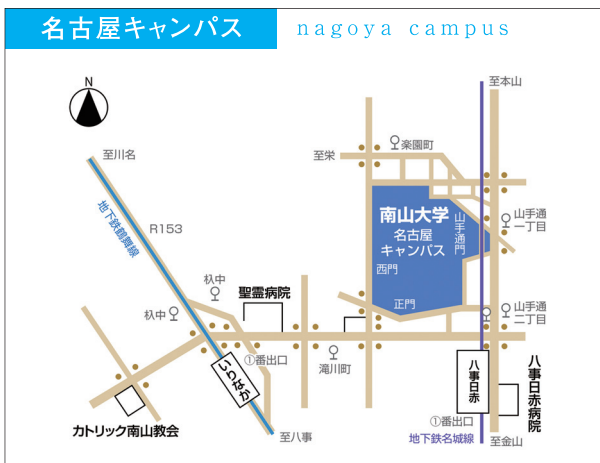 名古屋キャンパス
nagoya campus
N
至本山
至川名
至栄
楽園町
地下鉄鶴舞線
R153
南山大学
名古屋
キャンパス
山手通門
西門
正門
山手通
一丁目
杁中
聖霊病院
杁中
山手通
二丁目
①番出口
滝川町
いりなか
八事日赤
八事日赤病院
カトリック南山教会
至八事
①番出口
地下鉄名城線
至金山